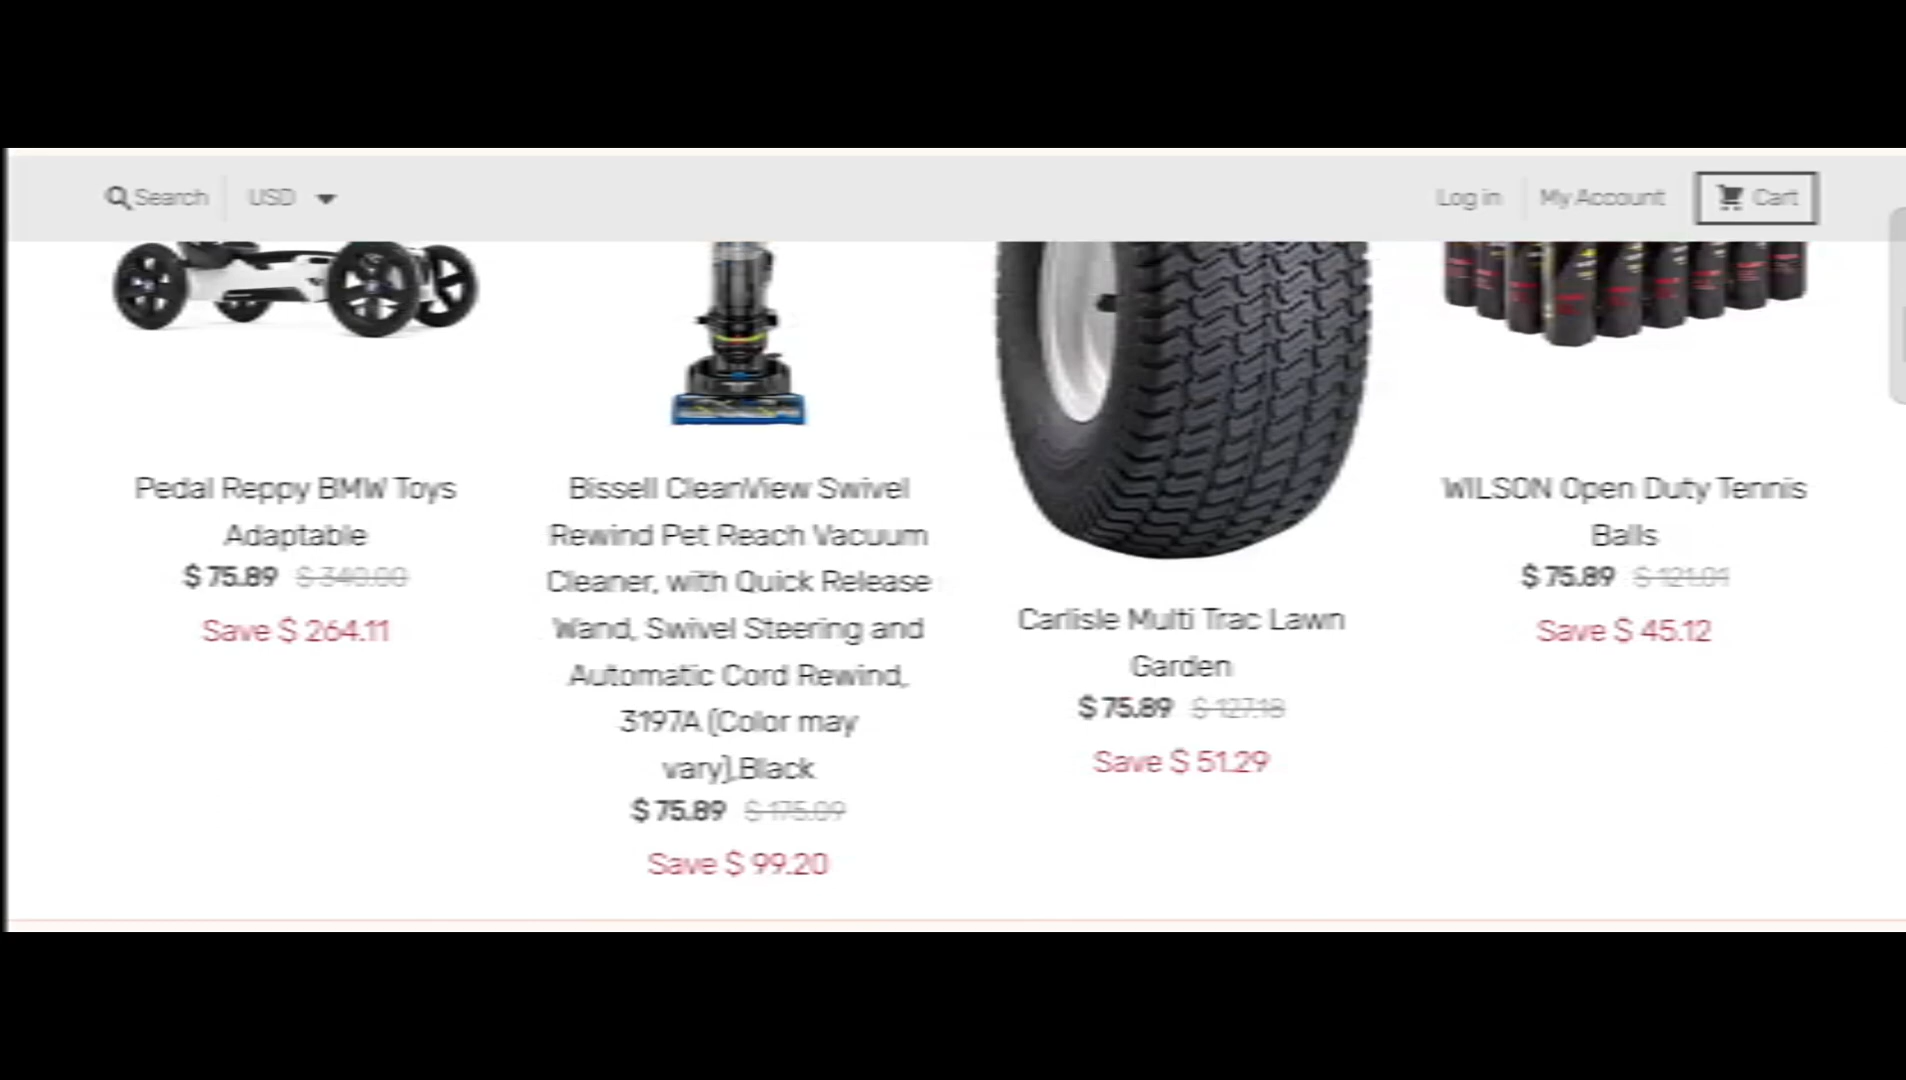 Search
USD
Log in
My Account
Cart
Pedal Reppy BMW Toys
Adaptable
$ 75.89 $ 340.00
Save $ 264.11
Bissell CleanView Swivel
Rewind Pet Reach Vacuum
Cleaner, with Quick Release
Wand, Swivel Steering and
Automatic Cord Rewind,
3197A (Color may
vary),Black
$ 75.89 $ 175.09
Save $ 99.20
Carlisle Multi Trac Lawn
Garden
$ 75.89 $ 127.18
Save $ 51.29
WILSON Open Duty Tennis
Balls
$ 75.89 $ 121.01
Save $ 45.12